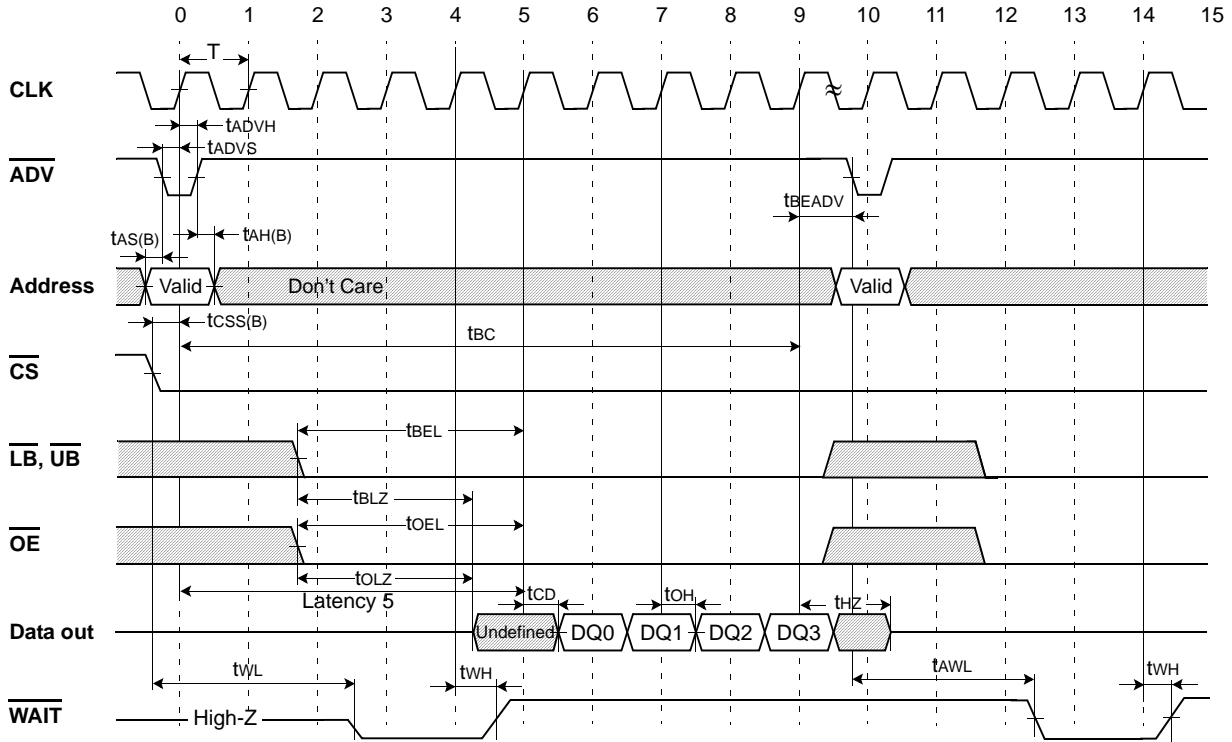 0 1 2 3 4 5 6 7 8 9 10 11 12 13 14 15
T
CLK
tADVH
tADVS
ADV
tBEADV
tAS(B) tAH(B)
Address Valid Don't Care Valid
tCSS(B)
tBC
CS
tBEL
LB, UB
tBLZ
tOEL
OE
tOLZ
Latency 5 tCD tOH tHZ
Data out Undefined DQ0 DQ1 DQ2 DQ3
tWL tWH tAWL tWH
WAIT High-Z